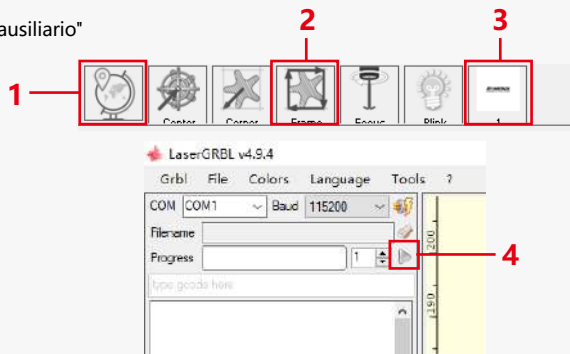 ausiliario"
2
3
1
Center
Corner
Frame
Focus
Blink
1
LaserGRBL v4.9.4
Grbl File Colors Language Tools ?
COM COM1 Baud 115200
Filename
Progress 1
4
type gcode here
200
190